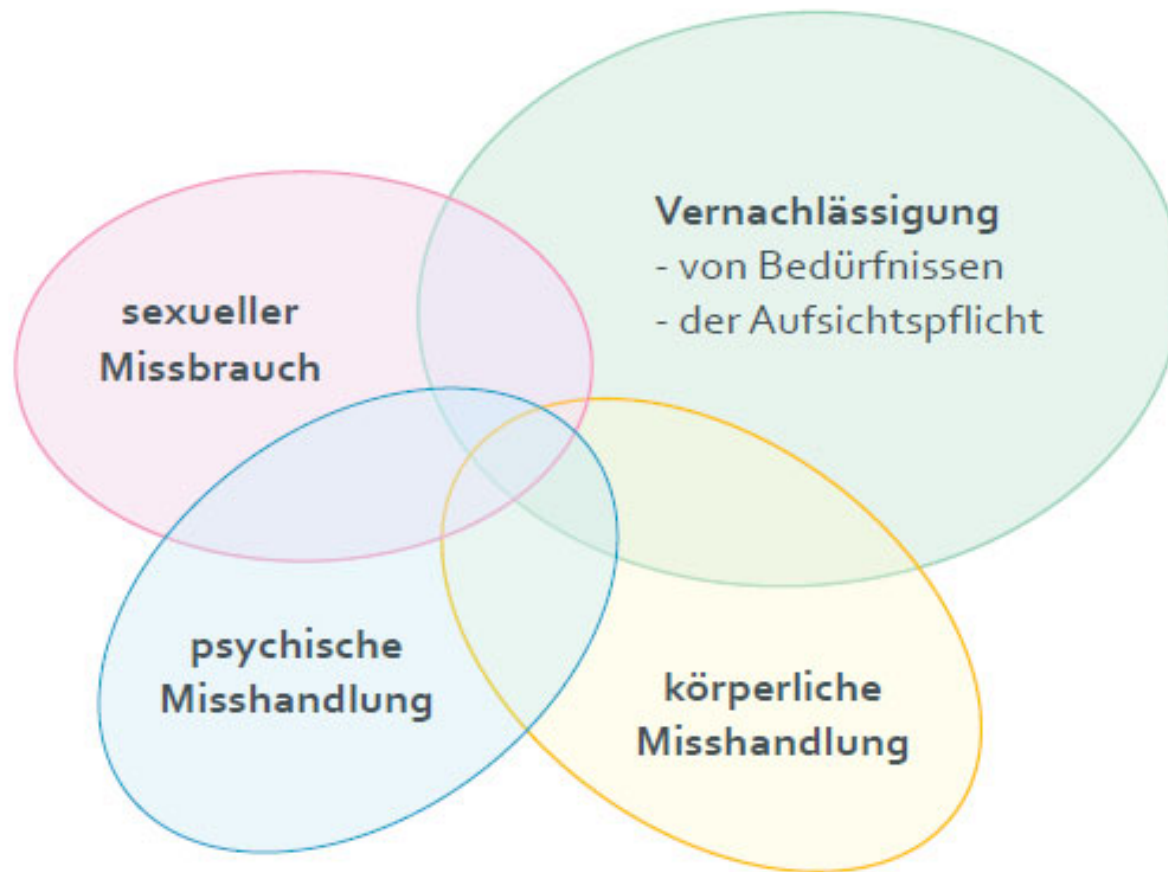 Vernachlässigung
- von Bedürfnissen
- der Aufsichtspflicht
sexueller
Missbrauch
psychische
Misshandlung
körperliche
Misshandlung